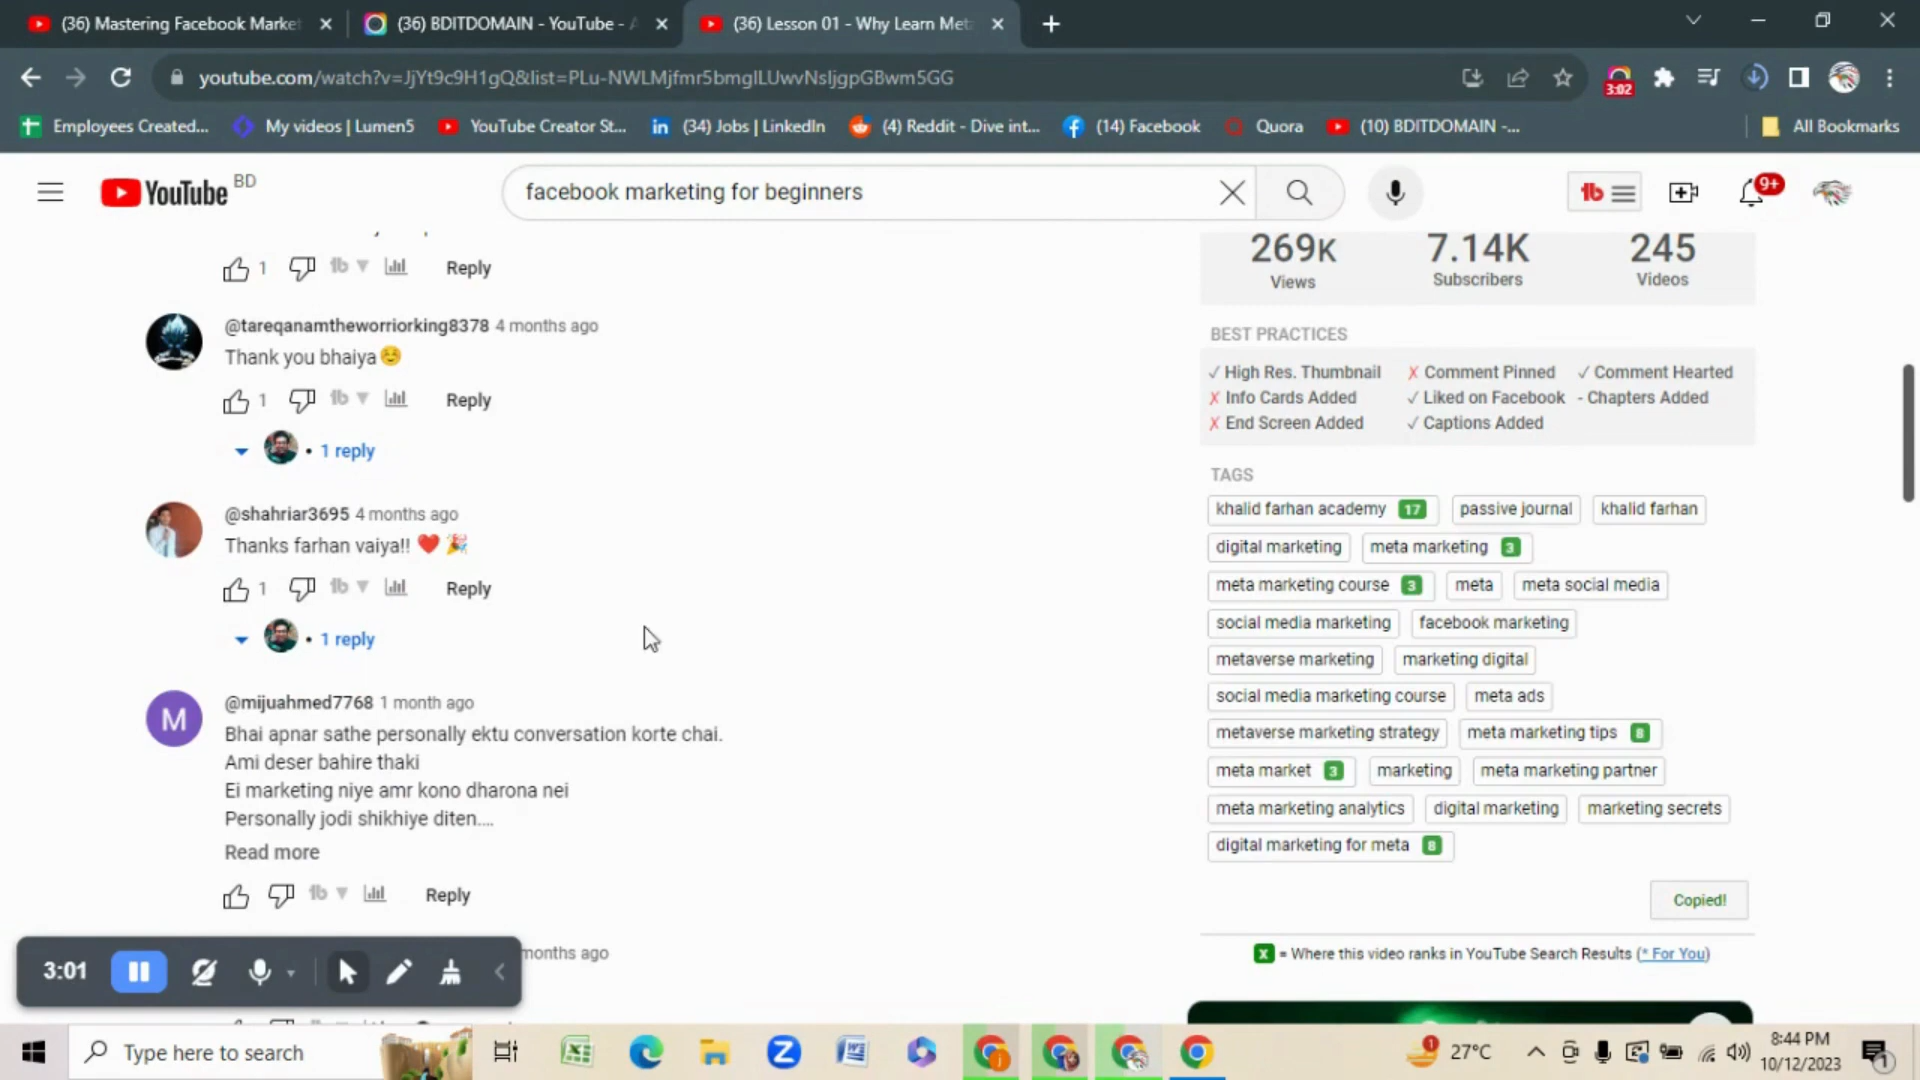 (36) Mastering Facebook Market
(36) BDITDOMAIN - YouTube - A
(36) Lesson 01 - Why Learn Met
youtube.com/watch?v=JjYt9c9H1gQ&list=PLu-NWLMjfmr5bmglLUwvNsIjgpGBwm5GG
3:02
Employees Created...
My videos | Lumen5
YouTube Creator St...
(34) Jobs | LinkedIn
(4) Reddit - Dive int...
(14) Facebook
Quora
(10) BDITDOMAIN -...
All Bookmarks
YouTube BD
facebook marketing for beginners
9+
1 Reply
@tareqanamtheworriorking8378 4 months ago
Thank you bhaiya
1 Reply
• 1 reply
@shahriar3695 4 months ago
Thanks farhan vaiya!!
1 Reply
• 1 reply
M
@mijuahmed7768 1 month ago
Bhai apnar sathe personally ektu conversation korte chai.
Ami deser bahire thaki
Ei marketing niye amr kono dharona nei
Personally jodi shikhiye diten....
Read more
Reply
months ago
3:01
269K 7.14K 245
Views Subscribers Videos
BEST PRACTICES
✓ High Res. Thumbnail ✗ Comment Pinned ✓ Comment Hearted
✗ Info Cards Added ✓ Liked on Facebook - Chapters Added
✗ End Screen Added ✓ Captions Added
TAGS
khalid farhan academy 17 passive journal khalid farhan
digital marketing meta marketing 3
meta marketing course 3 meta meta social media
social media marketing facebook marketing
metaverse marketing marketing digital
social media marketing course meta ads
metaverse marketing strategy meta marketing tips 8
meta market 3 marketing meta marketing partner
meta marketing analytics digital marketing marketing secrets
digital marketing for meta 8
Copied!
x = Where this video ranks in YouTube Search Results (* For You)
Type here to search
1
27°C
8:44 PM
10/12/2023
1